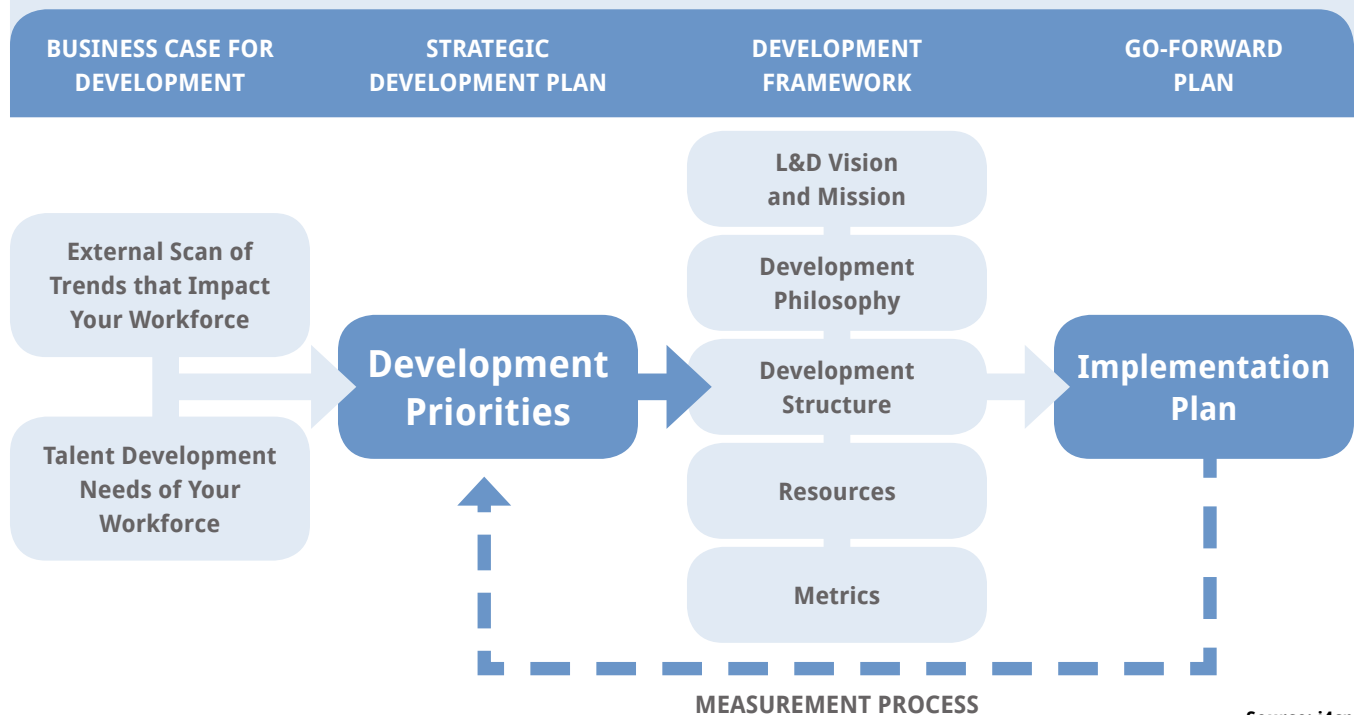 BUSINESS CASE FOR
DEVELOPMENT
STRATEGIC
DEVELOPMENT PLAN
DEVELOPMENT
FRAMEWORK
GO-FORWARD
PLAN
External Scan of
Trends that Impact
Your Workforce
Talent Development
Needs of Your
Workforce
Development
Priorities
L&D Vision
and Mission
Development
Philosophy
Development
Structure
Resources
Metrics
Implementation
Plan
MEASUREMENT PROCESS